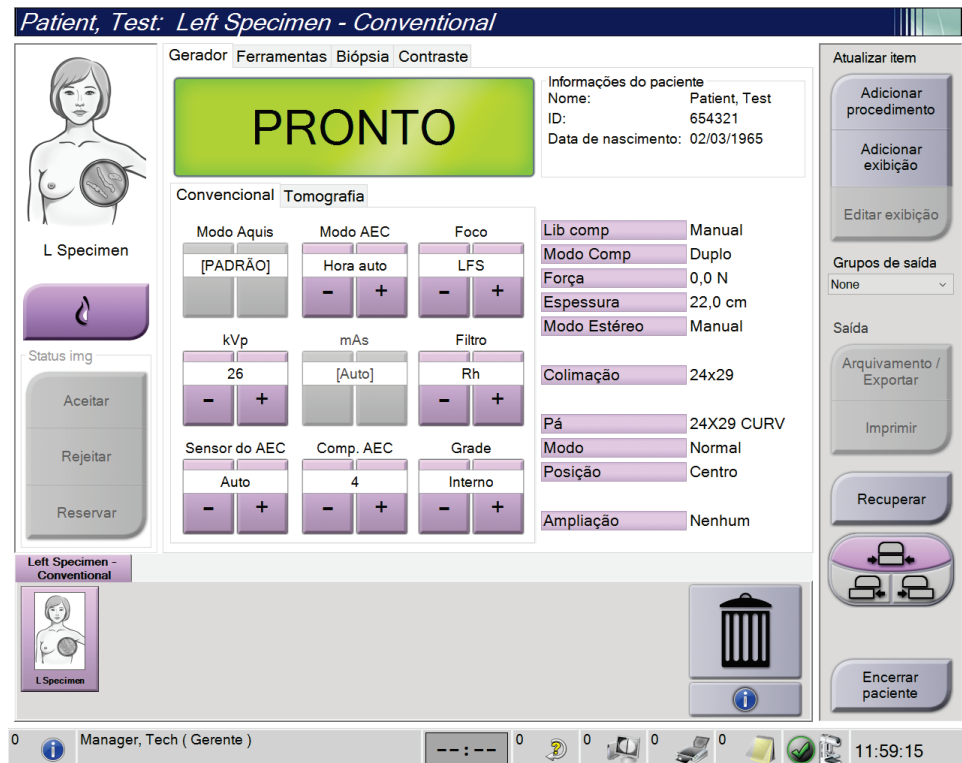 Patient, Test: Left Specimen - Conventional
Gerador Ferramentas Biópsia Contraste
PRONTO
Informações do paciente
Nome: Patient, Test
ID: 654321
Data de nascimento: 02/03/1965
L Specimen
Status img
Aceitar
Rejeitar
Reservar
Convencional Tomografia
Modo Aquis Modo AEC Foco
[PADRÃO] Hora auto LFS
- + - +
kVp mAs Filtro
26 [Auto] Rh
- + - +
Sensor do AEC Comp. AEC Grade
Auto 4 Interno
- + - + - +
Lib comp Manual
Modo Comp Duplo
Força 0,0 N
Espessura 22,0 cm
Modo Estéreo Manual
Colimação 24x29
Pá 24X29 CURV
Modo Normal
Posição Centro
Ampliação Nenhum
Atualizar item
Adicionar
procedimento
Adicionar
exibição
Editar exibição
Grupos de saída
None
Saída
Arquivamento /
Exportar
Imprimir
Recuperar
Encerrar
paciente
Left Specimen -
Conventional
L Specimen
0 Manager, Tech ( Gerente ) --:-- 0 0 0 0 11:59:15